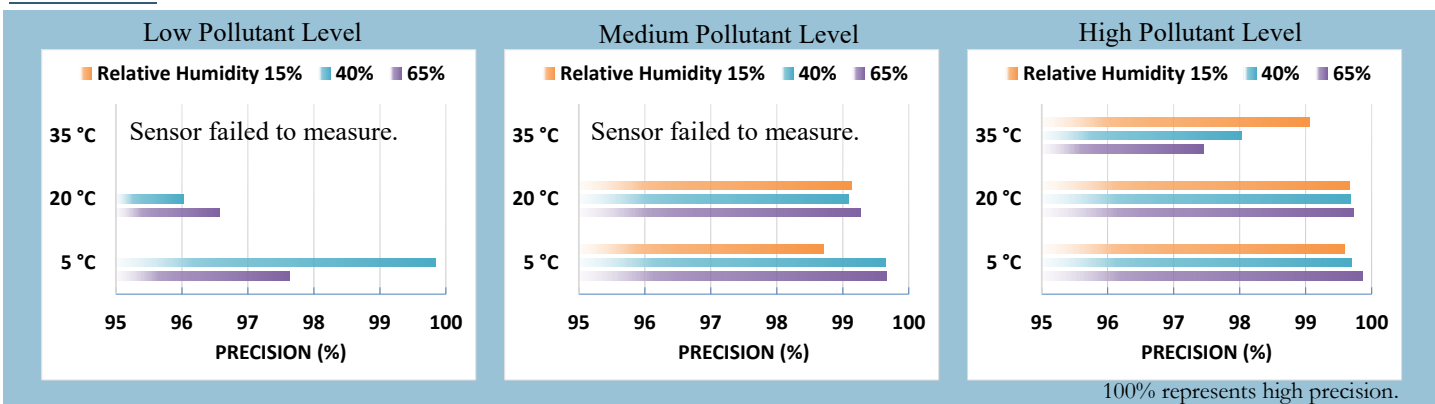 Low Pollutant Level
Relative Humidity 15% 40% 65%
35 °C Sensor failed to measure.
20 °C
5 °C
95 96 97 98 99 100
PRECISION (%)
Medium Pollutant Level
Relative Humidity 15% 40% 65%
35 °C Sensor failed to measure.
20 °C
5 °C
95 96 97 98 99 100
PRECISION (%)
High Pollutant Level
Relative Humidity 15% 40% 65%
35 °C
20 °C
5 °C
95 96 97 98 99 100
PRECISION (%)
100% represents high precision.